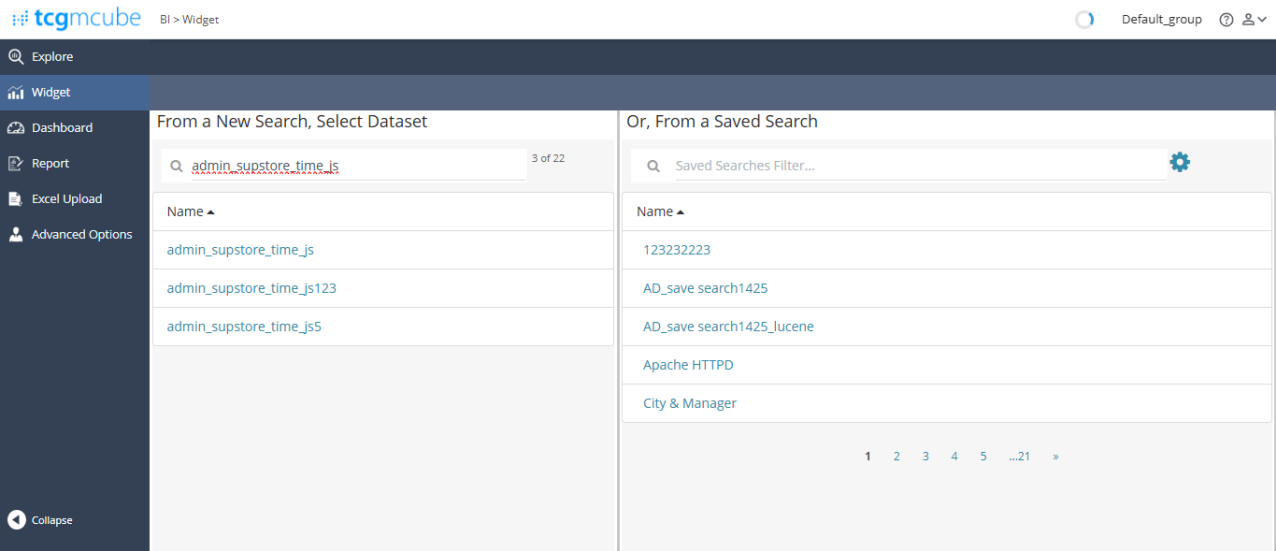 tcgmcube
BI > Widget
Default_group
Explore
Widget
Dashboard
Report
Excel Upload
Advanced Options
Collapse
From a New Search, Select Dataset
admin_supstore_time_js
3 of 22
Name
admin_supstore_time_js
admin_supstore_time_js123
admin_supstore_time_js5
Or, From a Saved Search
Saved Searches Filter...
Name
123232223
AD_save search1425
AD_save search1425_lucene
Apache HTTPD
City & Manager
1 2 3 4 5 ...21 »